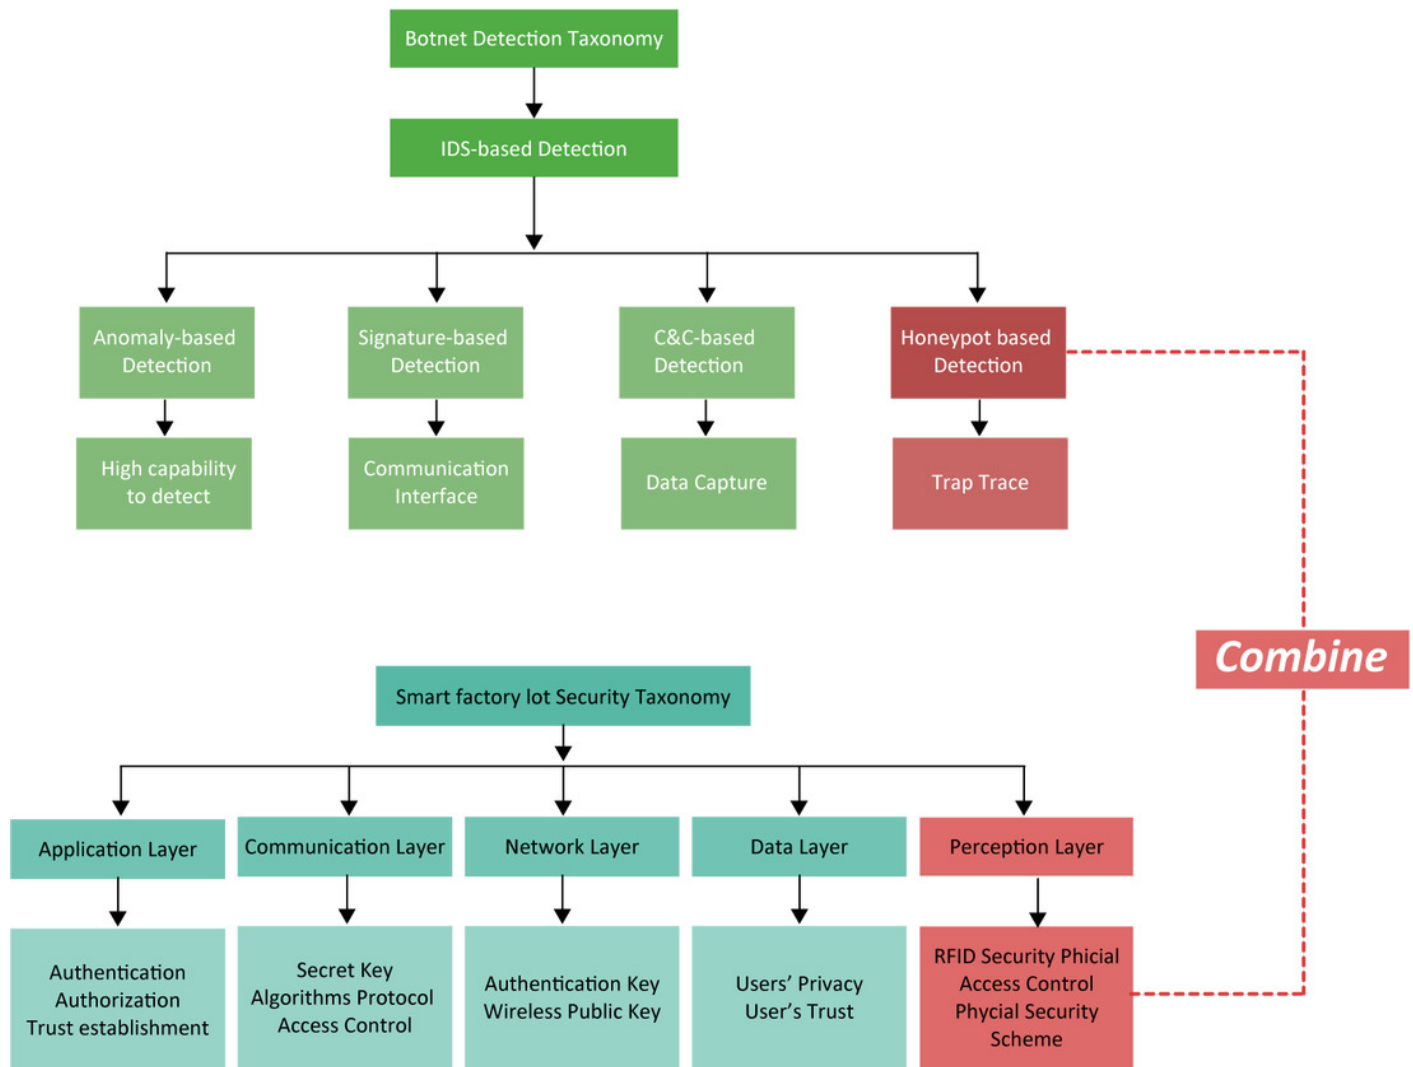 Botnet Detection Taxonomy
IDS-based Detection
Anomaly-based
Detection
Signature-based
Detection
C&C-based
Detection
Honeypot based
Detection
High capability
to detect
Communication
Interface
Data Capture
Trap Trace
Combine
Smart factory lot Security Taxonomy
Application Layer
Communication Layer
Network Layer
Data Layer
Perception Layer
Authentication
Authorization
Trust establishment
Secret Key
Algorithms Protocol
Access Control
Authentication Key
Wireless Public Key
Users’ Privacy
User’s Trust
RFID Security Phicial
Access Control
Phycial Security
Scheme